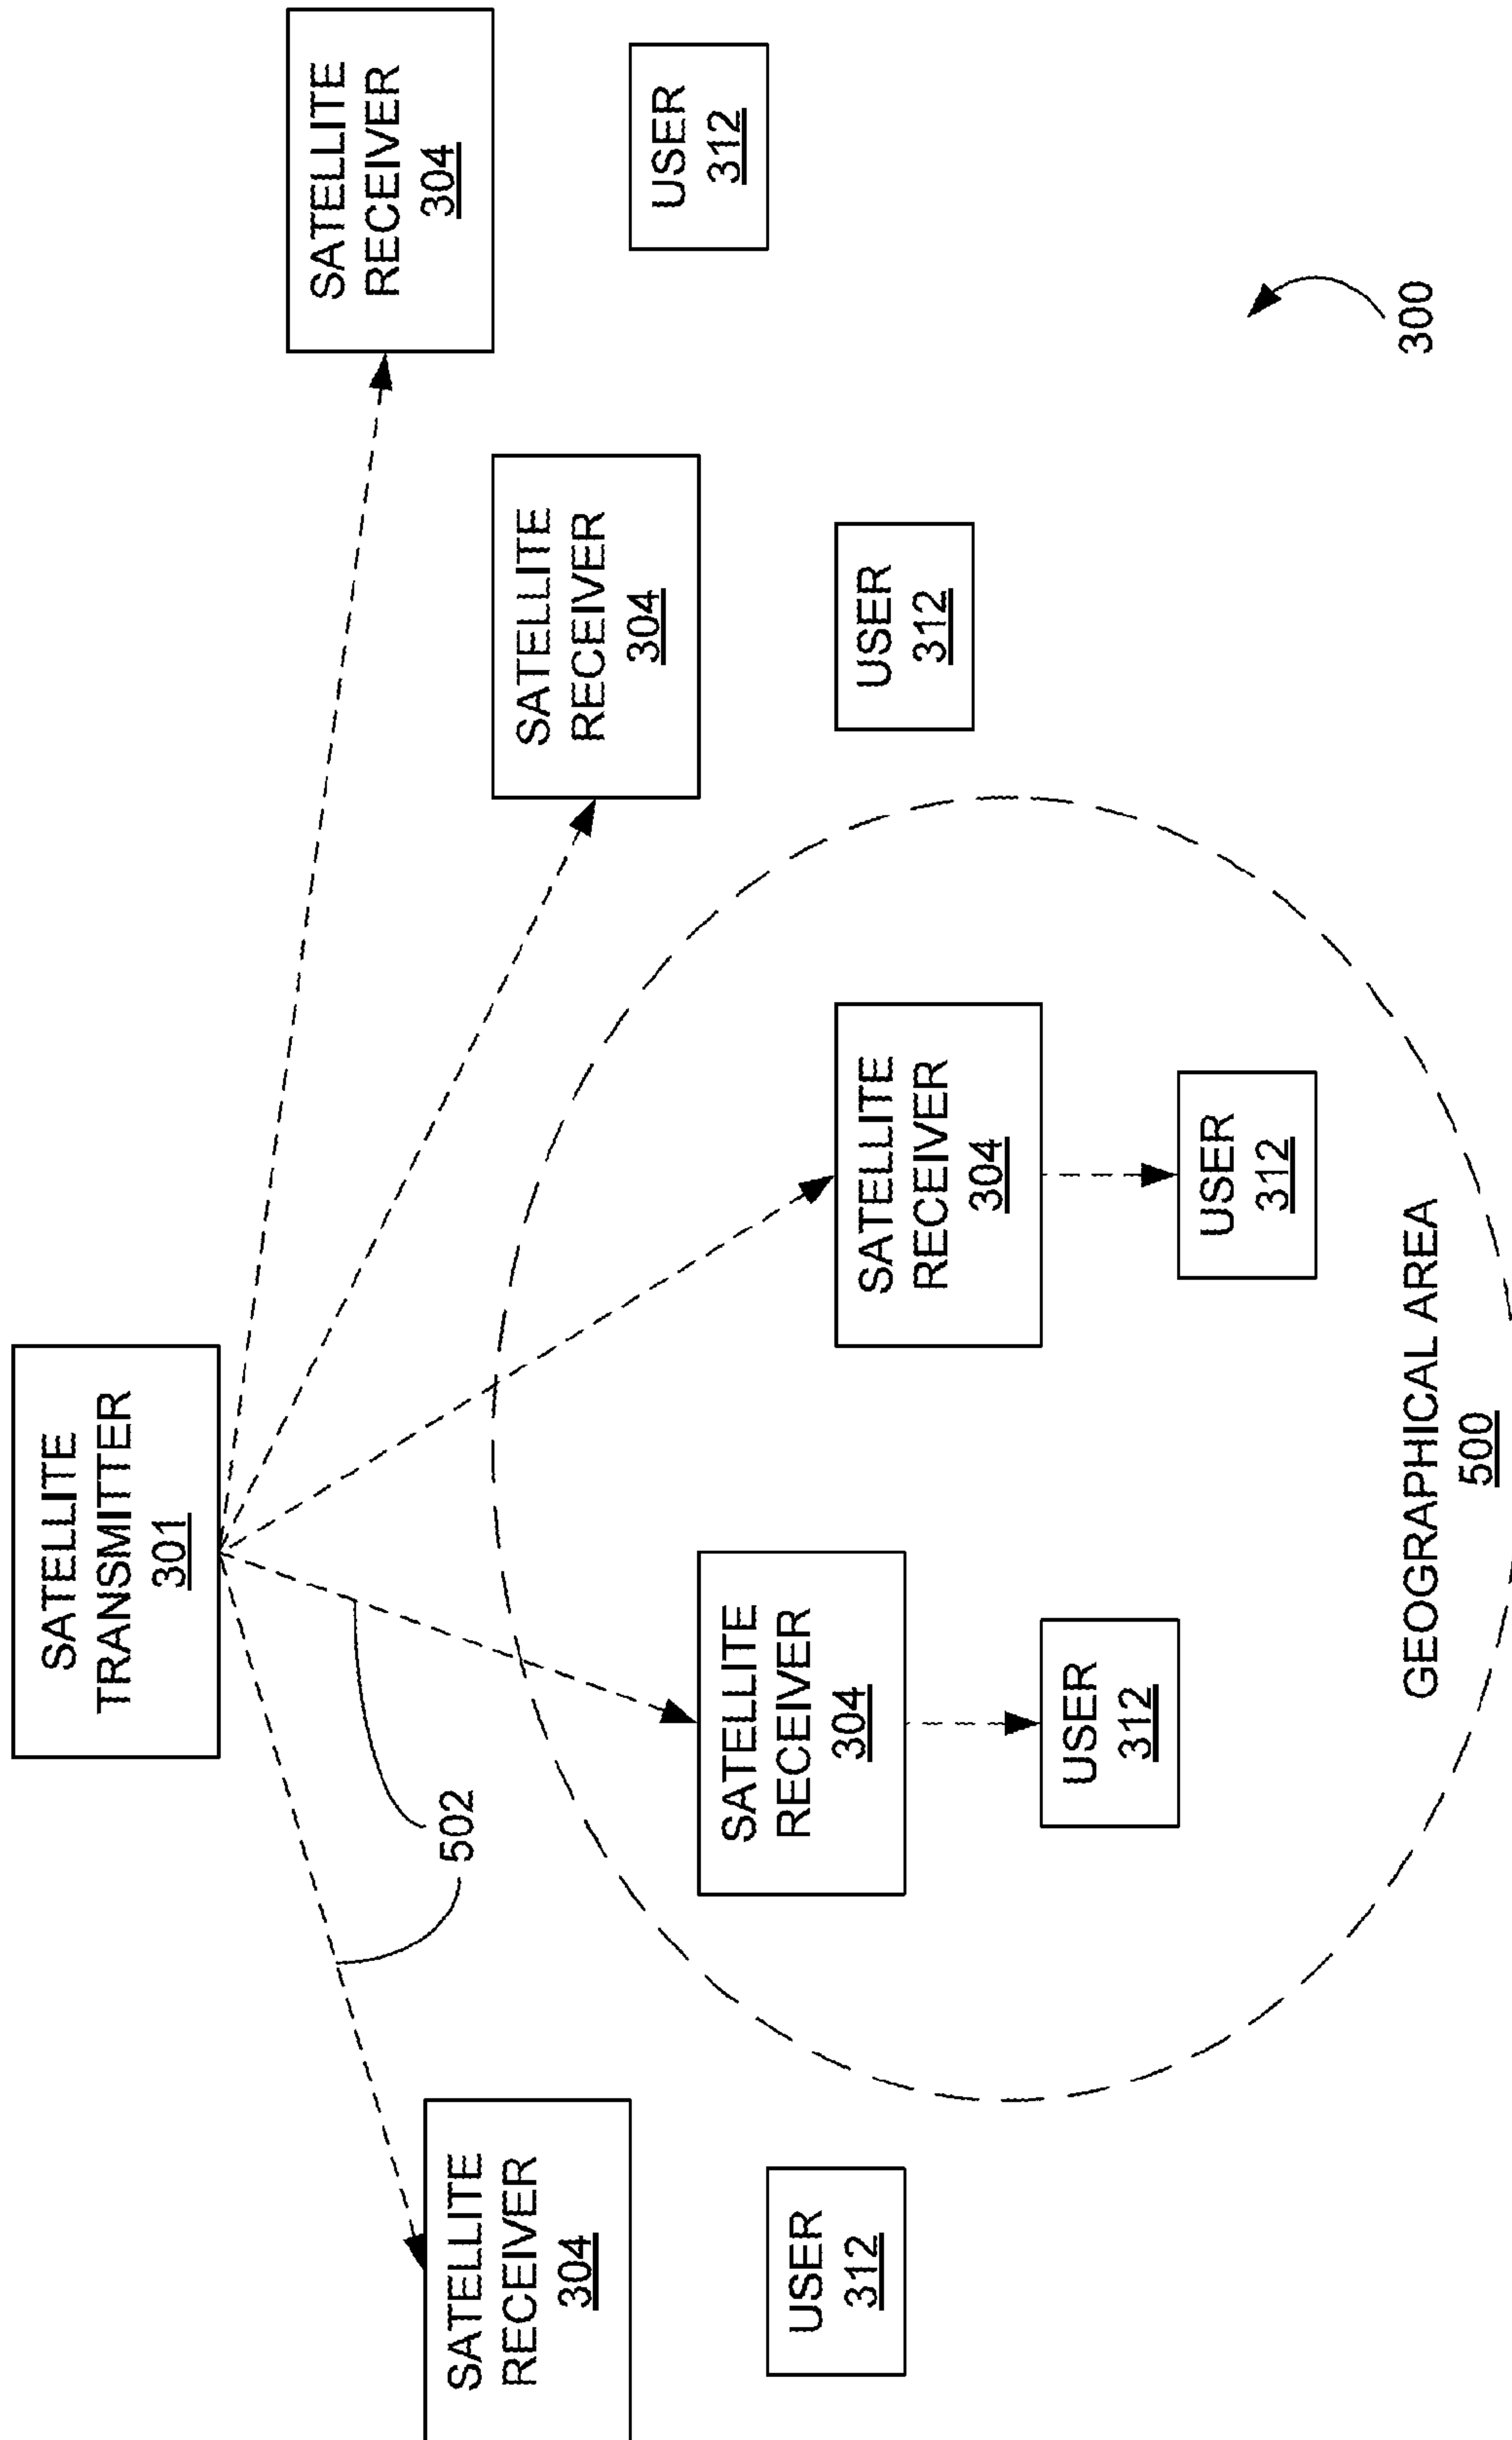 SATELLITE
TRANSMITTER
301
502
SATELLITE
RECEIVER
304
USER
312
SATELLITE
RECEIVER
304
USER
312
SATELLITE
RECEIVER
304
USER
312
SATELLITE
RECEIVER
304
USER
312
SATELLITE
RECEIVER
304
USER
312
GEOGRAPHICAL AREA
500
300